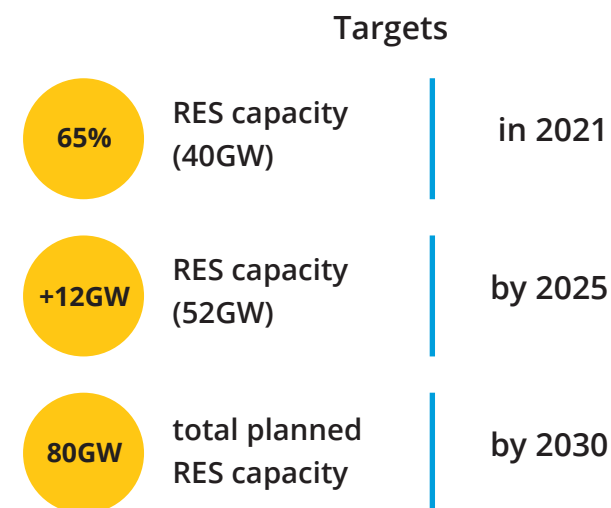 Targets
65%
RES capacity
(40GW)
in 2021
+12GW
RES capacity
(52GW)
by 2025
80GW
total planned
RES capacity
by 2030